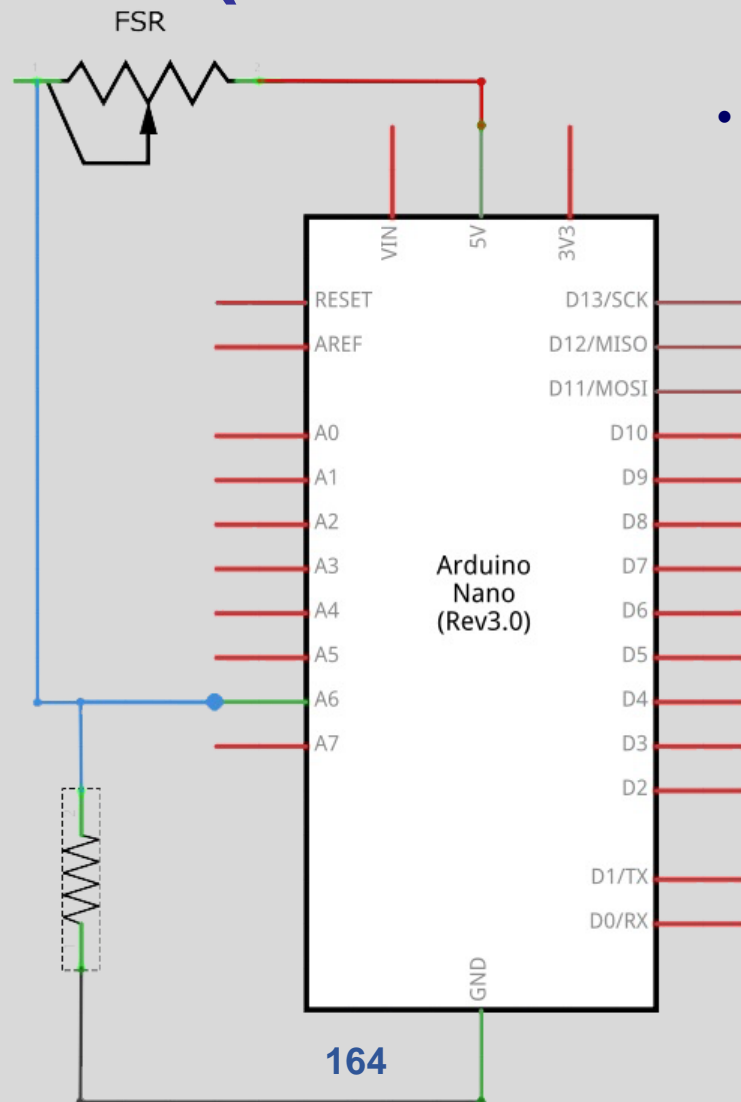 FSR
VIN
5V
3V3
RESET
D13/SCK
AREF
D12/MISO
D11/MOSI
A0
D10
A1
D9
A2
D8
A3
D7
Arduino
Nano
(Rev3.0)
A4
D6
A5
D5
A6
D4
A7
D3
D2
D1/TX
D0/RX
GND
164